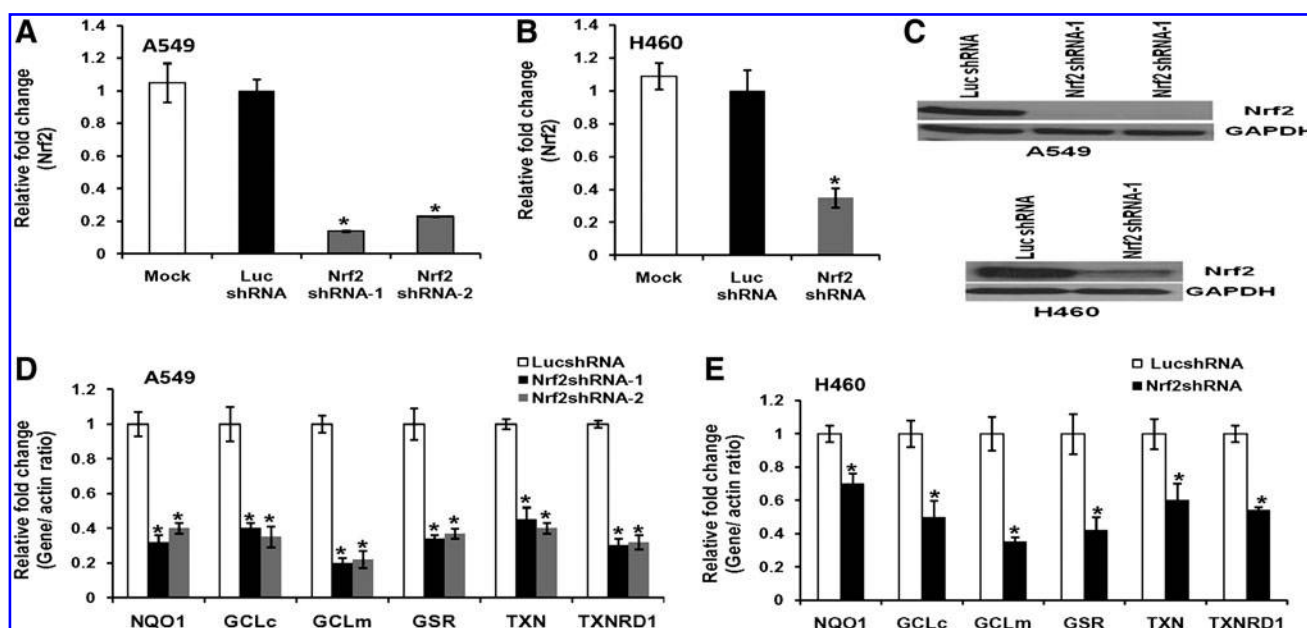 A
A549
1.4
1.2
1
0.8
0.6
0.4
0.2
0
Relative fold change
(Nrf2)
*
*
Mock
Luc
shRNA
Nrf2
shRNA-1
Nrf2
shRNA-2
B
H460
1.4
1.2
1
0.8
0.6
0.4
0.2
0
Relative fold change
(Nrf2)
*
Mock
Luc
shRNA
Nrf2
shRNA
C
Luc shRNA
Nrf2 shRNA-1
Nrf2 shRNA-1
Nrf2
GAPDH
A549
Luc shRNA
Nrf2 shRNA-1
Nrf2
GAPDH
H460
D
A549
LucshRNA
Nrf2shRNA-1
Nrf2shRNA-2
1.2
1
0.8
0.6
0.4
0.2
0
Relative fold change
(Gene/ actin ratio)
* * * * * * * * * * * *
NQO1 GCLc GCLm GSR TXN TXNRD1
E
H460
LucshRNA
Nrf2shRNA
1.2
1
0.8
0.6
0.4
0.2
0
Relative fold change
(Gene/ actin ratio)
* * * * * *
NQO1 GCLc GCLm GSR TXN TXNRD1